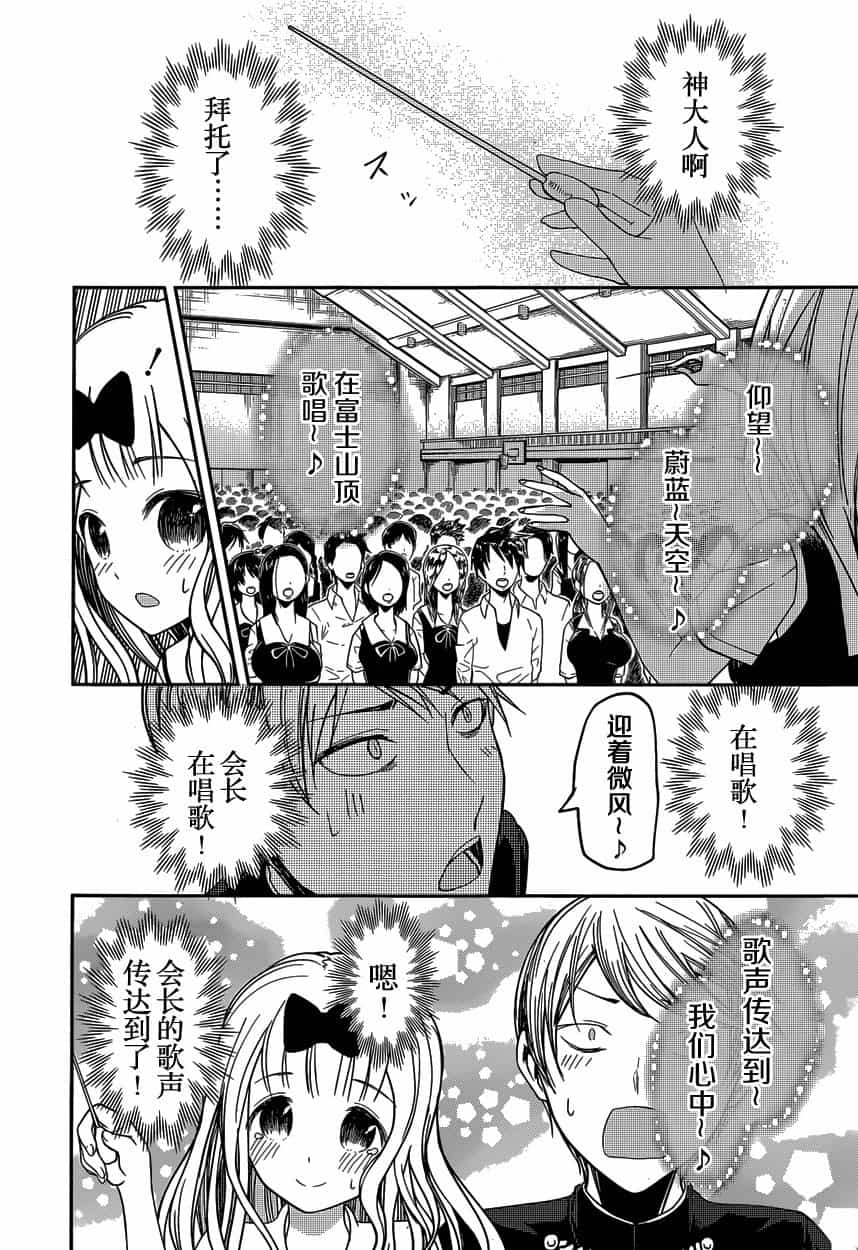 神大人啊
拜托了……
ス
ッ
仰望～
蔚蓝～天空～♪
在富士山顶
歌唱～♪
！
在唱歌！
迎着微风～♪
会长
在唱歌！
歌声传达到～
我们心中～♪
嗯！
会长的歌声
传达到了！